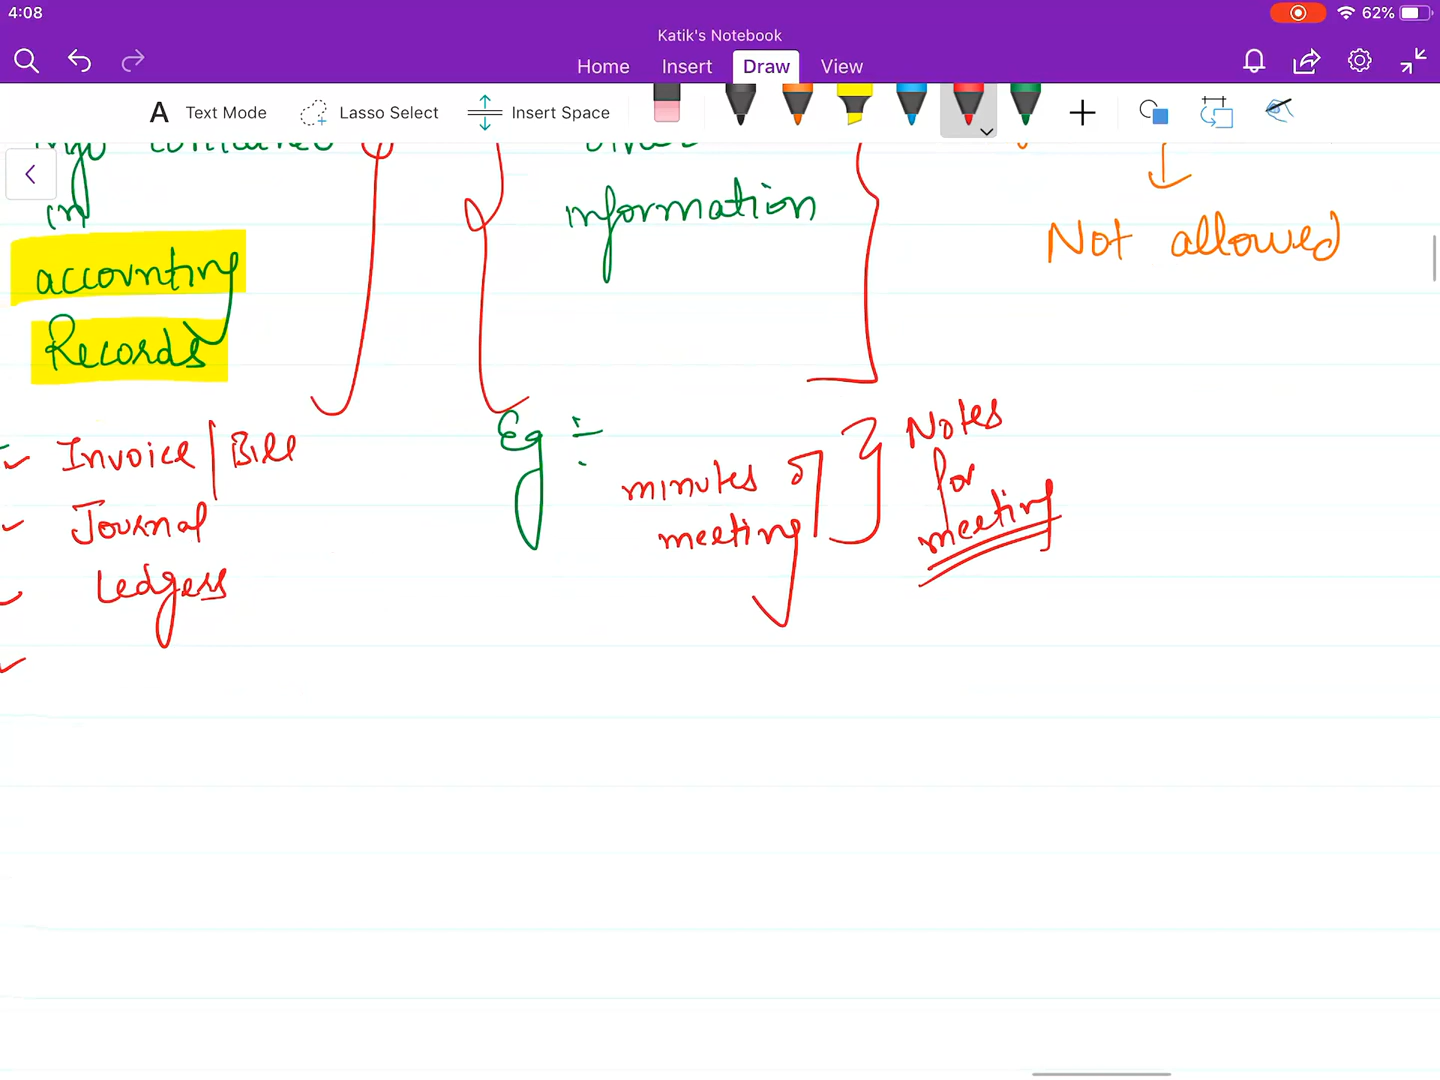 4:08
62%
Katik's Notebook
Home Insert Draw View
A Text Mode Lasso Select Insert Space
contained
in
information
accounting
Records
Not allowed
Eg :-
Invoice | Bill
Journal
Ledgers
minutes of
meeting
Notes
for
meeting